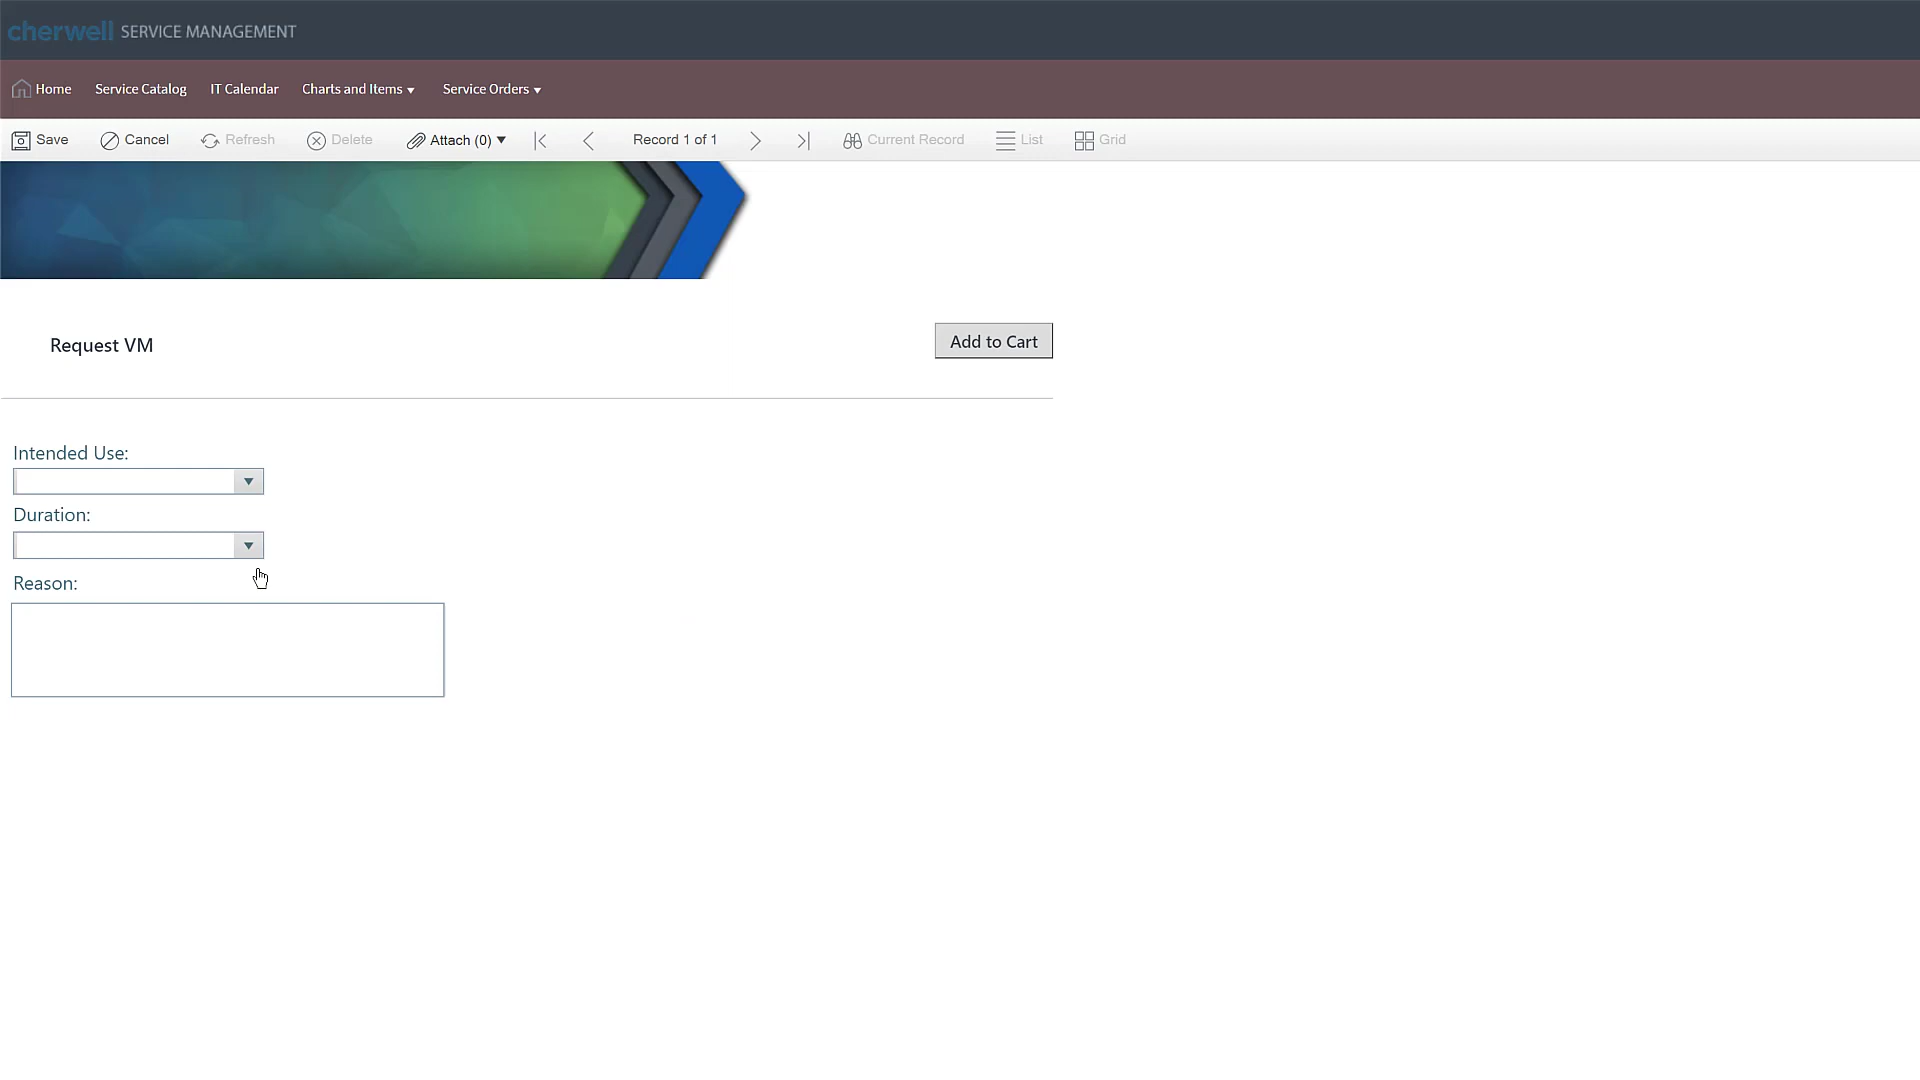 cherwell SERVICE MANAGEMENT
Home Service Catalog IT Calendar Charts and Items Service Orders
Save Cancel Refresh Delete Attach (0) Record 1 of 1 Current Record List Grid
Request VM
Add to Cart
Intended Use:
Duration:
Reason: